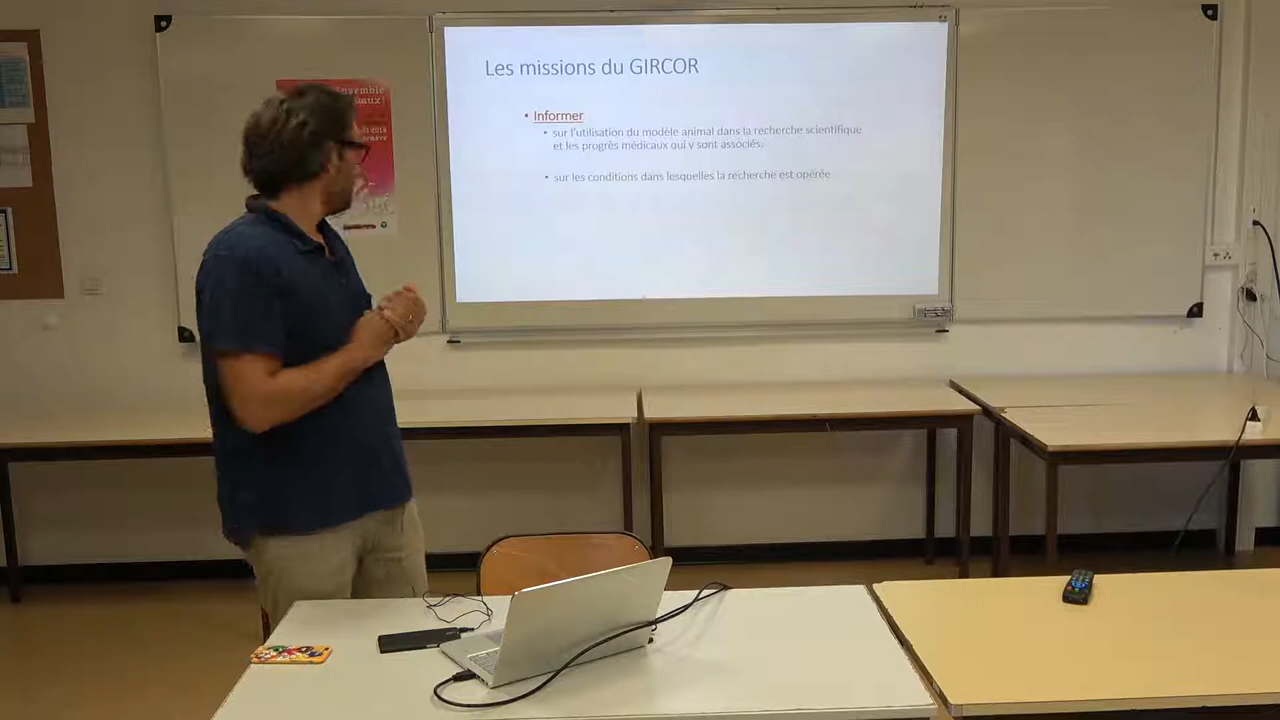 Les missions du GIRCOR
• Informer
• sur l'utilisation du modèle animal dans la recherche scientifique
et les progrès médicaux qui y sont associés.
• sur les conditions dans lesquelles la recherche est opérée